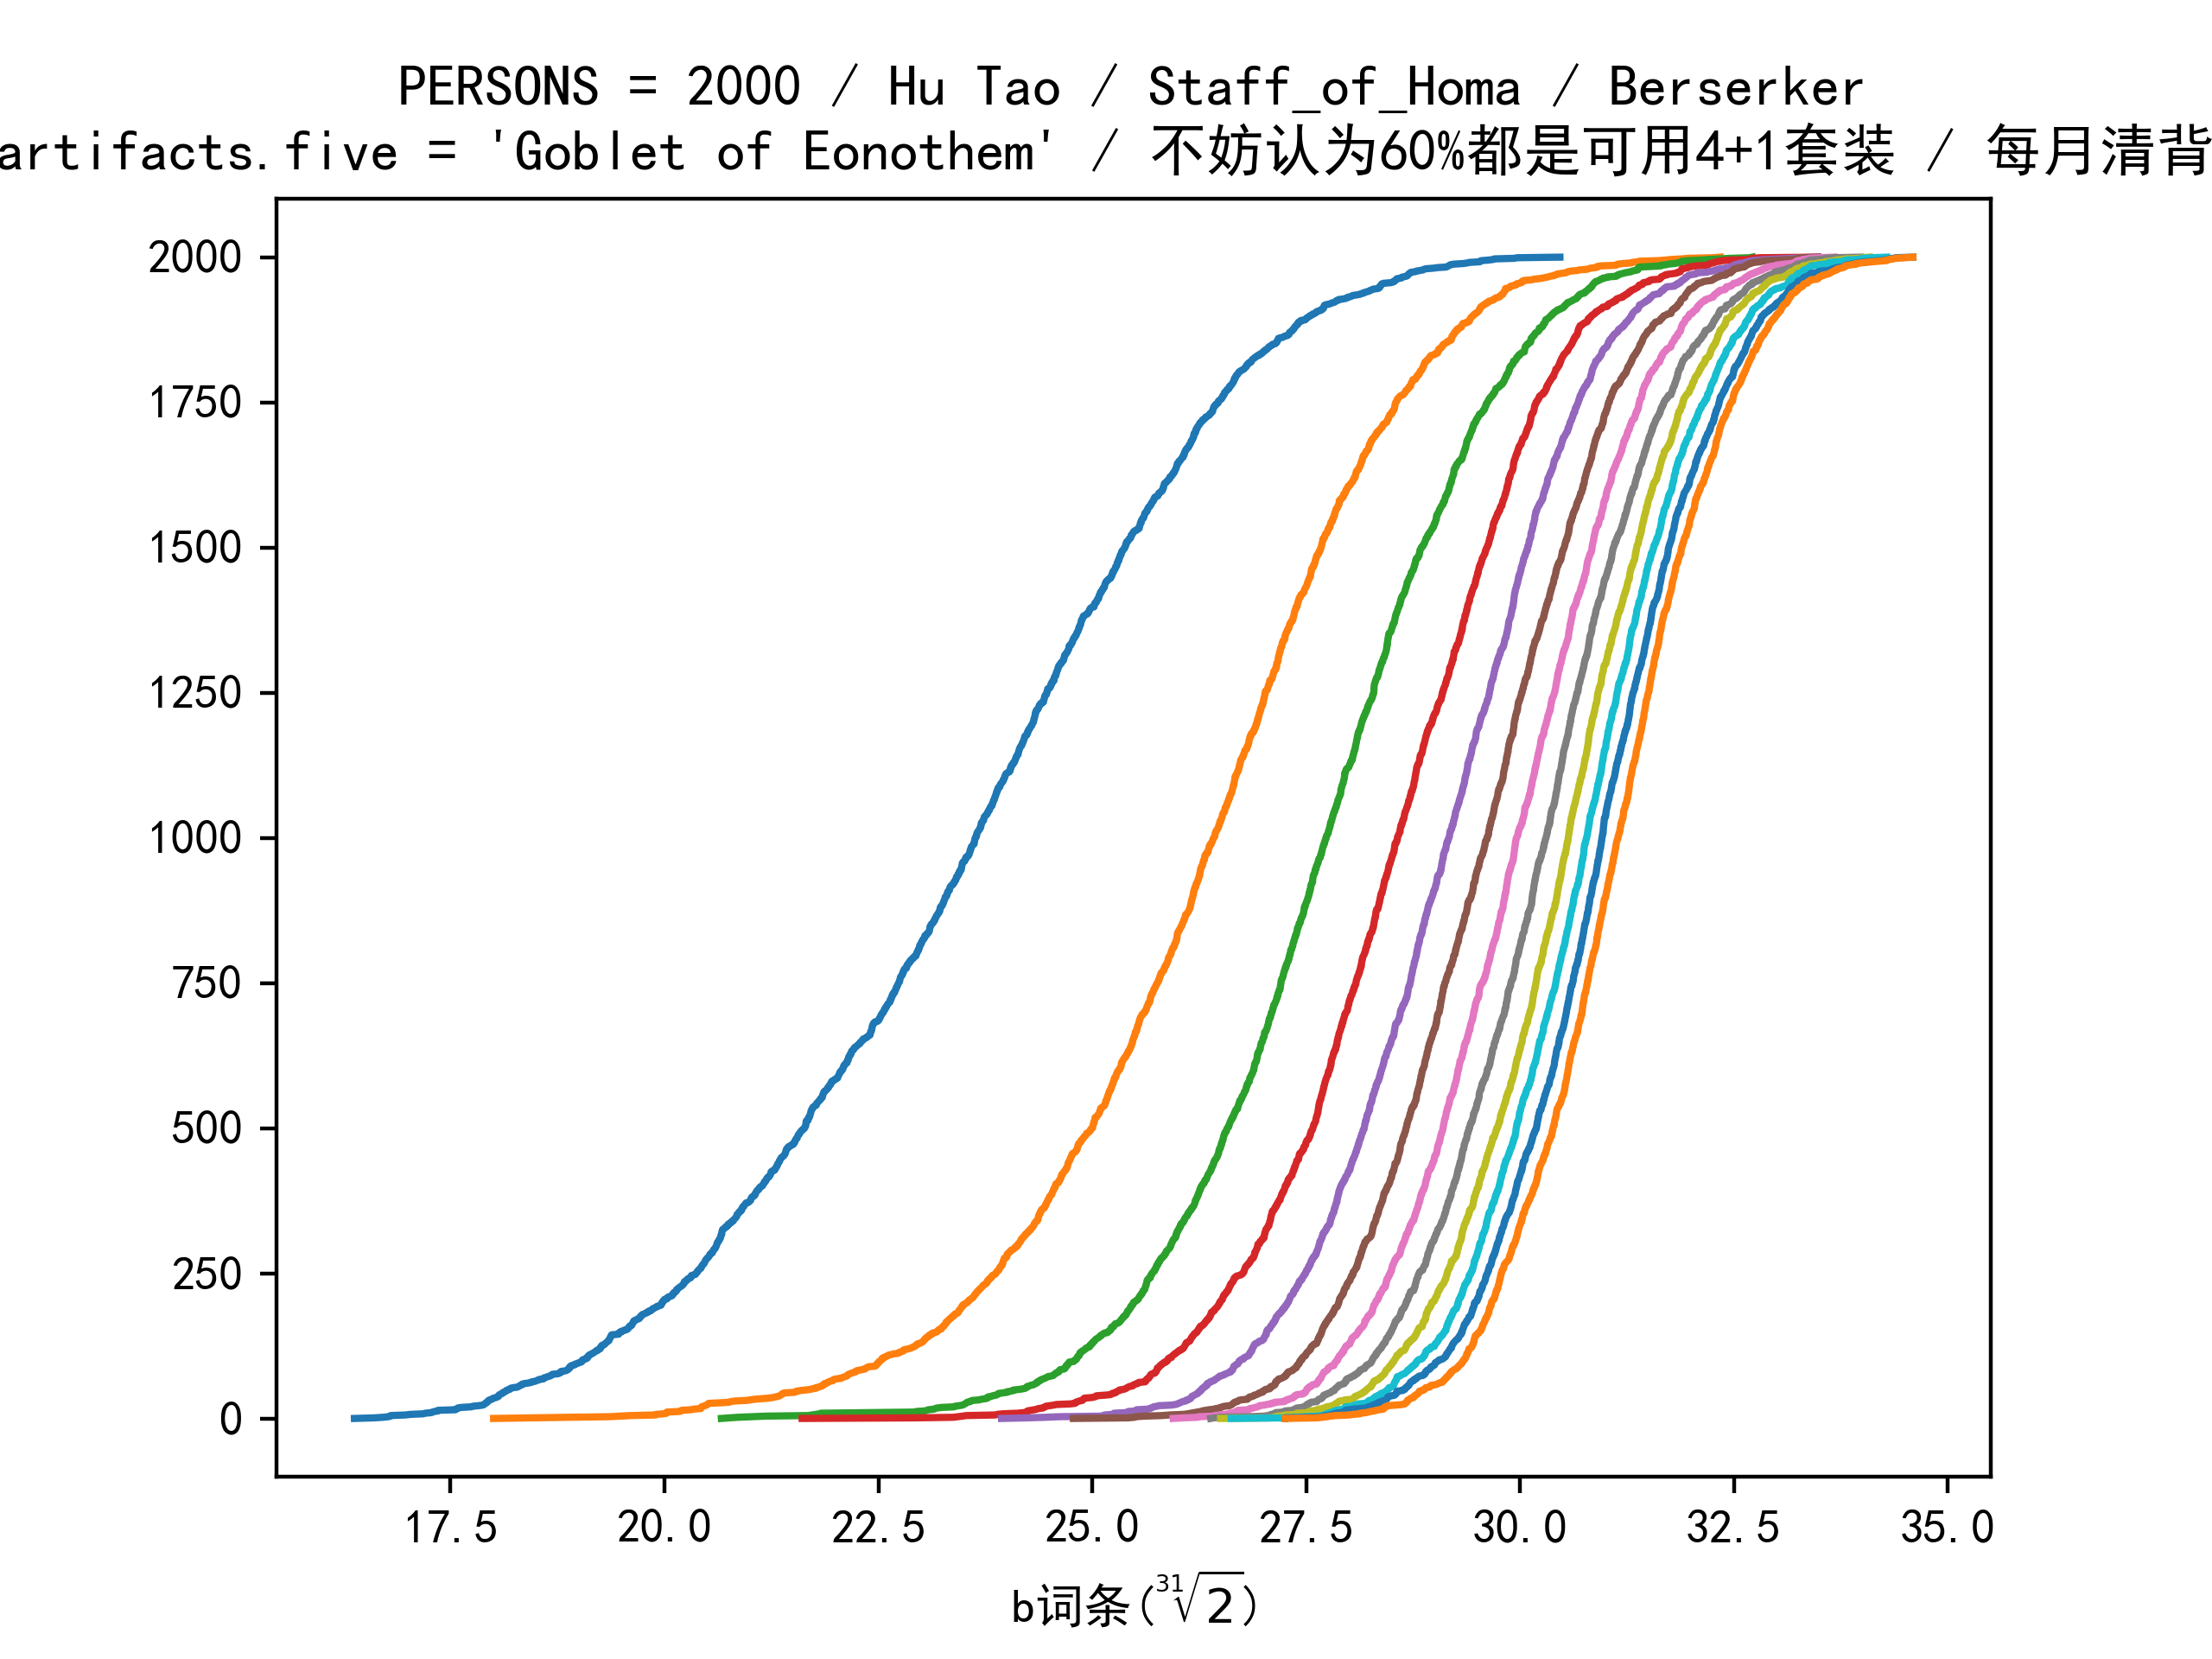 PERSONS = 2000 / Hu Tao / Staff_of_Homa / Berserker
artifacts.five = 'Goblet of Eonothem' / 不妨认为60%都是可用4+1套装 / 每月清背
2000
1750
1500
1250
1000
750
500
250
0
17.5 20.0 22.5 25.0 27.5 30.0 32.5 35.0
b词条(³¹√2)